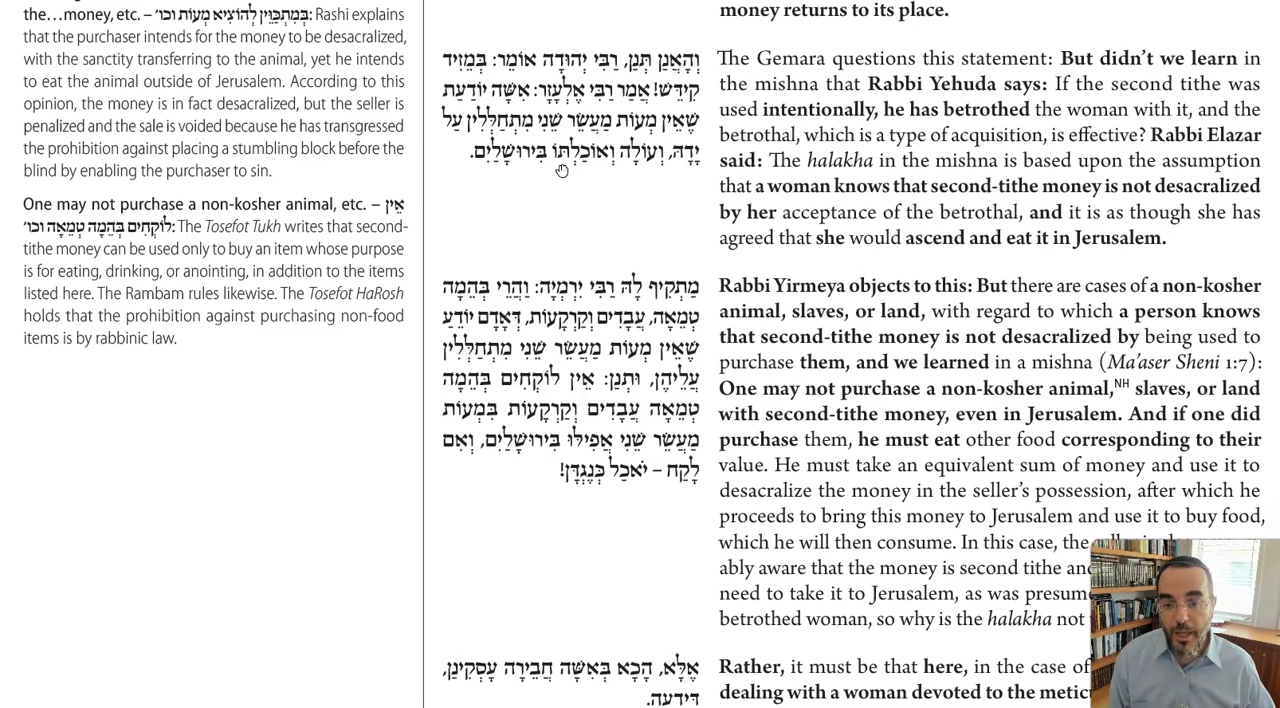 the…money, etc. – בְּמִתְכַּוֵּין לְהוֹצִיא מָעוֹת וכו׳: Rashi explains
that the purchaser intends for the money to be desacralized,
with the sanctity transferring to the animal, yet he intends
to eat the animal outside of Jerusalem. According to this
opinion, the money is in fact desacralized, but the seller is
penalized and the sale is voided because he has transgressed
the prohibition against placing a stumbling block before the
blind by enabling the purchaser to sin.
One may not purchase a non-kosher animal, etc. – אֵין
לוֹקְחִים בְּהֵמָה טְמֵאָה וכו׳: The Tosefot Tukh writes that second-
tithe money can be used only to buy an item whose purpose
is for eating, drinking, or anointing, in addition to the items
listed here. The Rambam rules likewise. The Tosefot HaRosh
holds that the prohibition against purchasing non-food
items is by rabbinic law.
money returns to its place.
וְהָאֲנַן תְּנַן, רַבִּי יְהוּדָה אוֹמֵר: בְּמֵזִיד
קִידֵּשׁ! אֲמַר רַבִּי אֶלְעָזָר: אִשָּׁה יוֹדַעַת
שֶׁאֵין מְעוֹת מַעֲשֵׂר שֵׁנִי מִתְחַלְּלִין עַל
יָדָהּ, וְעוֹלָה וְאוֹכַלְתּוֹ בִּירוּשָׁלַיִם.
The Gemara questions this statement: But didn’t we learn in
the mishna that Rabbi Yehuda says: If the second tithe was
used intentionally, he has betrothed the woman with it, and the
betrothal, which is a type of acquisition, is effective? Rabbi Elazar
said: The halakha in the mishna is based upon the assumption
that a woman knows that second-tithe money is not desacralized
by her acceptance of the betrothal, and it is as though she has
agreed that she would ascend and eat it in Jerusalem.
מַתְקֵיף לָהּ רַבִּי יִרְמְיָה: וַהֲרֵי בְּהֵמָה
טְמֵאָה, עֲבָדִים וְקַרְקָעוֹת, דְּאָדָם יוֹדֵעַ
שֶׁאֵין מְעוֹת מַעֲשֵׂר שֵׁנִי מִתְחַלְּלִין
עֲלֵיהֶן, וּתְנַן: אֵין לוֹקְחִים בְּהֵמָה
טְמֵאָה עֲבָדִים וְקַרְקָעוֹת בִּמְעוֹת
מַעֲשֵׂר שֵׁנִי אֲפִילּוּ בִּירוּשָׁלַיִם, וְאִם
לָקַח – יֹאכַל כְּנֶגְדָּן!
Rabbi Yirmeya objects to this: But there are cases of a non-kosher
animal, slaves, or land, with regard to which a person knows
that second-tithe money is not desacralized by being used to
purchase them, and we learned in a mishna (Ma’aser Sheni 1:7):
One may not purchase a non-kosher animal,NH slaves, or land
with second-tithe money, even in Jerusalem. And if one did
purchase them, he must eat other food corresponding to their
value. He must take an equivalent sum of money and use it to
desacralize the money in the seller’s possession, after which he
proceeds to bring this money to Jerusalem and use it to buy food,
which he will then consume. In this case, the
ably aware that the money is second tithe
need to take it to Jerusalem, as was
betrothed woman, so why is the halakha not
אֶלָּא, הָכָא בְּאִשָּׁה חֲבֵירָה עָסְקִינַן,
דִּידְעָה.
Rather, it must be that here, in the case of
dealing with a woman devoted to the